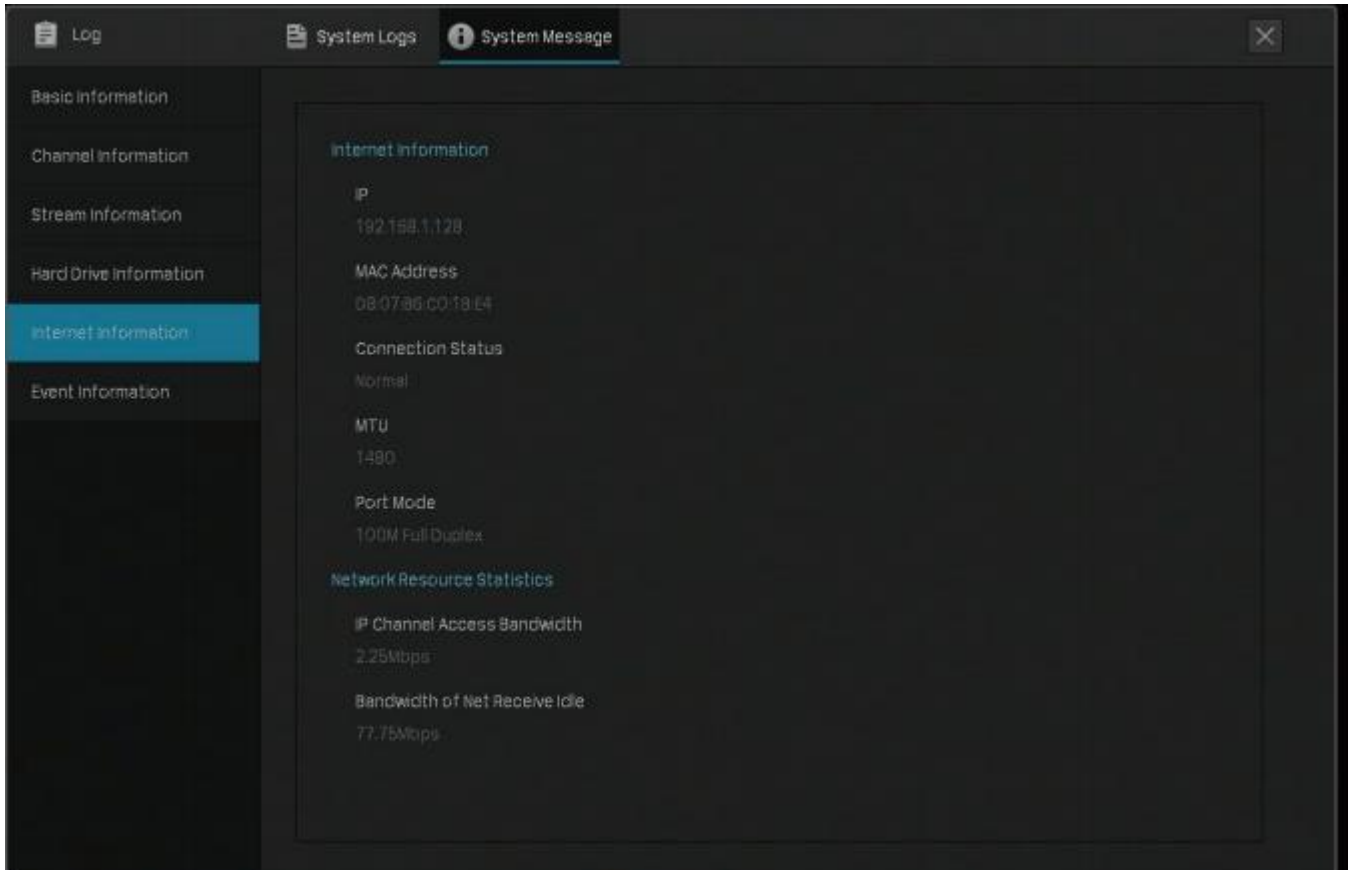 Log
System Logs
System Message
Basic Information
Channel Information
Stream Information
Hard Drive Information
Internet Information
Event Information
Internet Information
IP
192.168.1.128
MAC Address
Connection Status
Normal
MTU
1480
Port Mode
100M Full Duplex
Network Resource Statistics
IP Channel Access Bandwidth
2.25Mbps
Bandwidth of Net Receive Idle
77.75Mbps